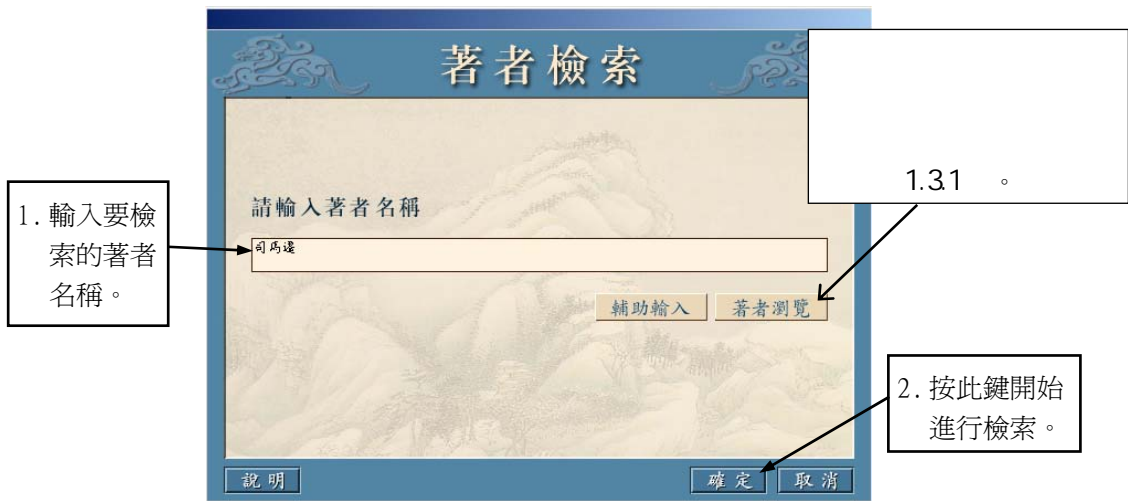 著者檢索
1.3.1 。
1. 輸入要檢
索的著者
名稱。
請輸入著者名稱
司馬遷
輔助輸入
著者瀏覽
2. 按此鍵開始
進行檢索。
說明
確定
取消